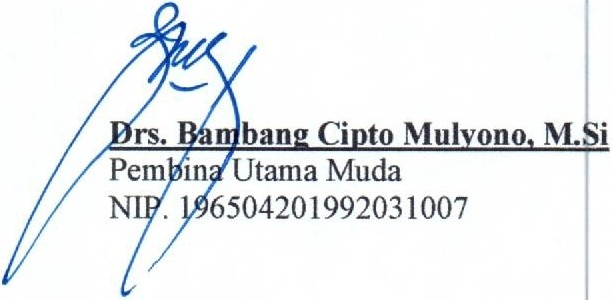 Drs. Bambang Cipto Mulyono, M.Si
Pembina Utama Muda
NIP. 196504201992031007